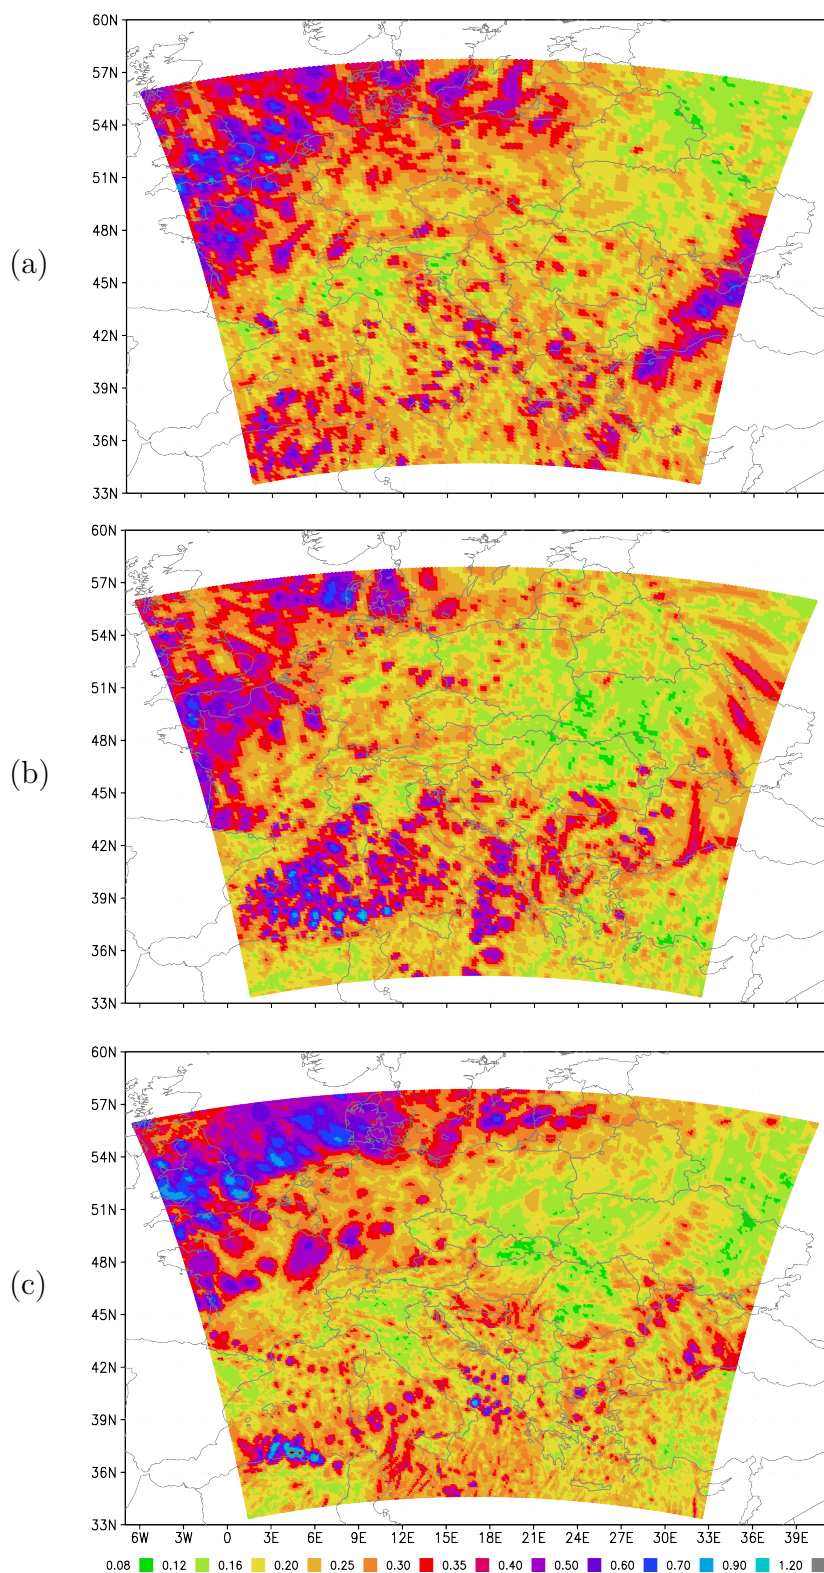 60N
57N
54N
51N
48N
(a)
45N
42N
39N
36N
33N
60N
57N
54N
51N
48N
(b)
45N
42N
39N
36N
33N
60N
57N
54N
51N
48N
(c)
45N
42N
39N
36N
33N
6W 3W 0 3E 6E 9E 12E 15E 18E 21E 24E 27E 30E 33E 36E 39E
0.08 0.12 0.16 0.20 0.25 0.30 0.35 0.40 0.50 0.60 0.70 0.90 1.20